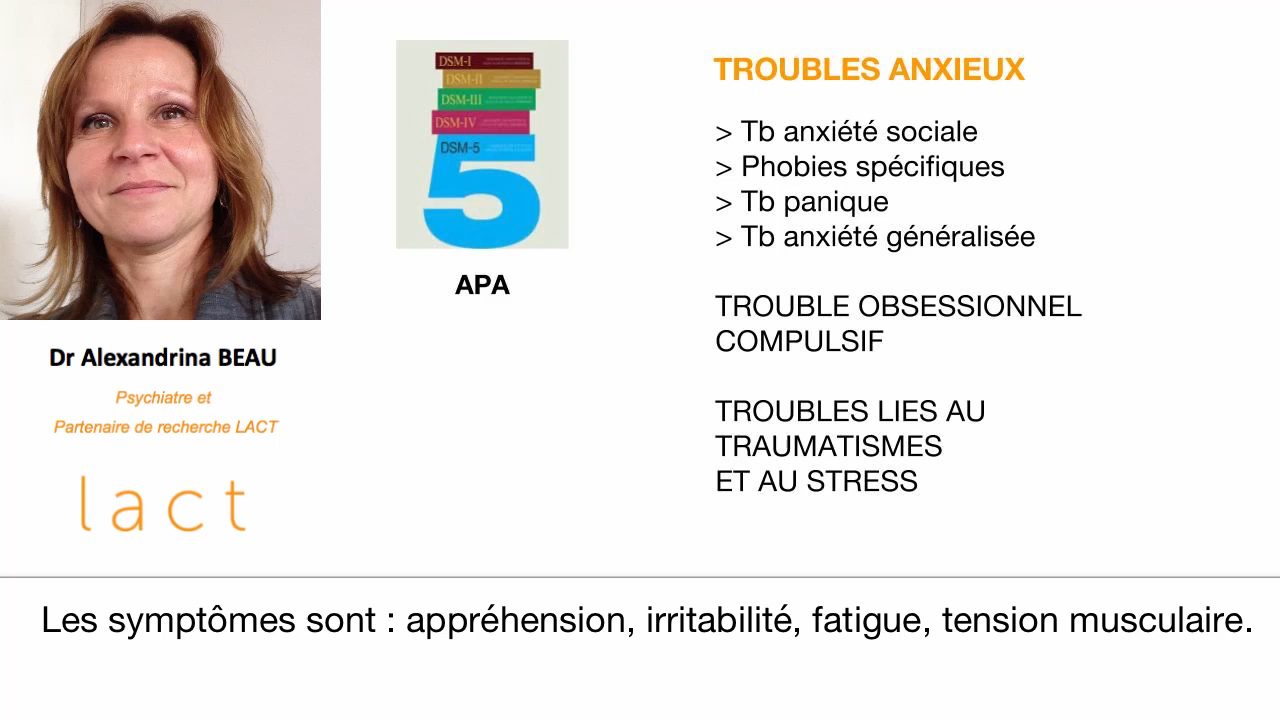 DSM-I
DSM-II
DSM-III
DSM-IV
DSM-5
5
APA
Dr Alexandrina BEAU
Psychiatre et
Partenaire de recherche LACT
lact
TROUBLES ANXIEUX
> Tb anxiété sociale
> Phobies spécifiques
> Tb panique
> Tb anxiété généralisée
TROUBLE OBSESSIONNEL
COMPULSIF
TROUBLES LIES AU
TRAUMATISMES
ET AU STRESS
Les symptômes sont : appréhension, irritabilité, fatigue, tension musculaire.